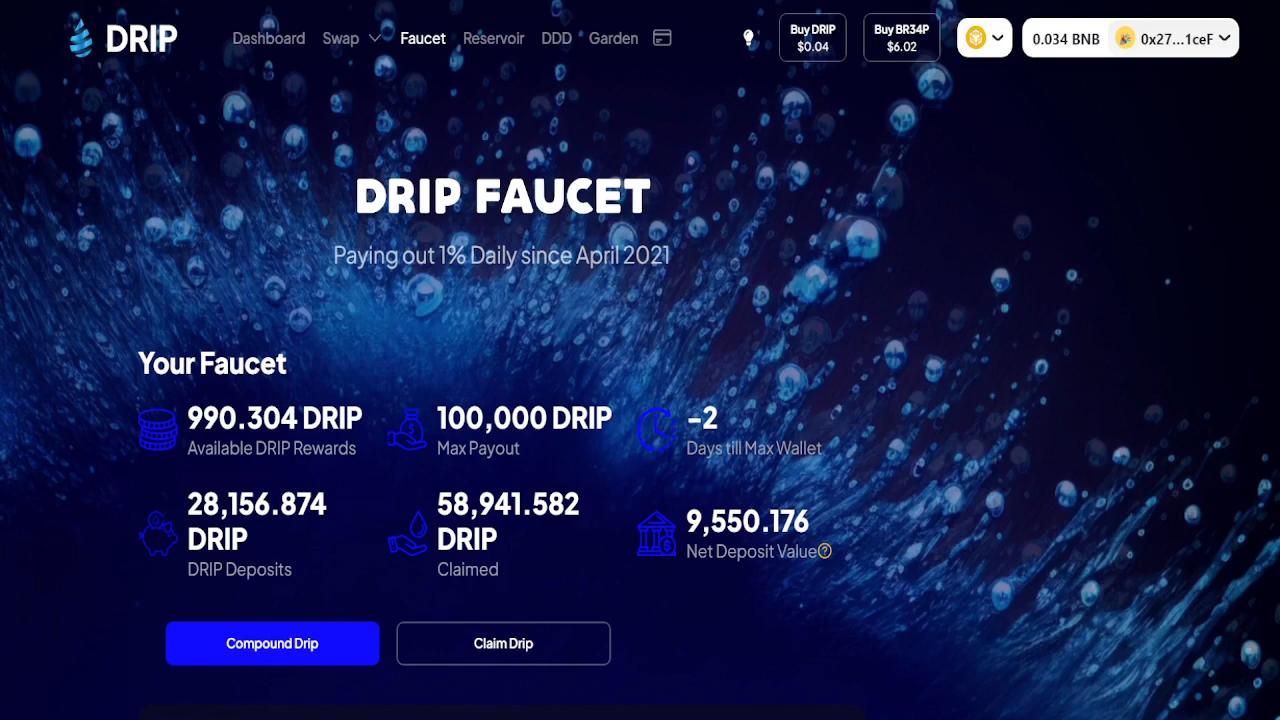 DRIP
Dashboard Swap Faucet Reservoir DDD Garden
Buy DRIP
$0.04
Buy BR34P
$6.02
0.034 BNB 0x27...1ceF
DRIP FAUCET
Paying out 1% Daily since April 2021
Your Faucet
990.304 DRIP
Available DRIP Rewards
100,000 DRIP
Max Payout
-2
Days till Max Wallet
28,156.874
DRIP
DRIP Deposits
58,941.582
DRIP
Claimed
9,550.176
Net Deposit Value?
Compound Drip Claim Drip